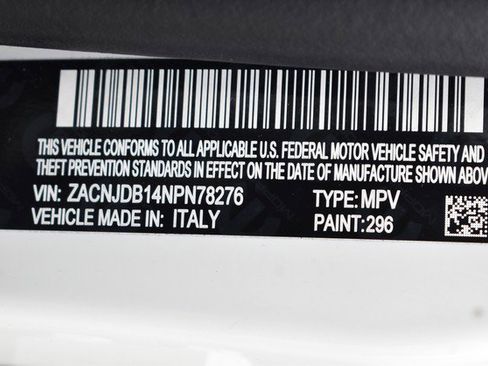 THIS VEHICLE CONFORMS TO ALL APPLICABLE U.S. FEDERAL MOTOR VEHICLE SAFETY AND
THEFT PREVENTION STANDARDS IN EFFECT ON THE DATE OF MANUFACTURE SHOWN ABOVE
VIN: ZACNJDB14NPN78276 TYPE: MPV
VEHICLE MADE IN: ITALY PAINT: 296